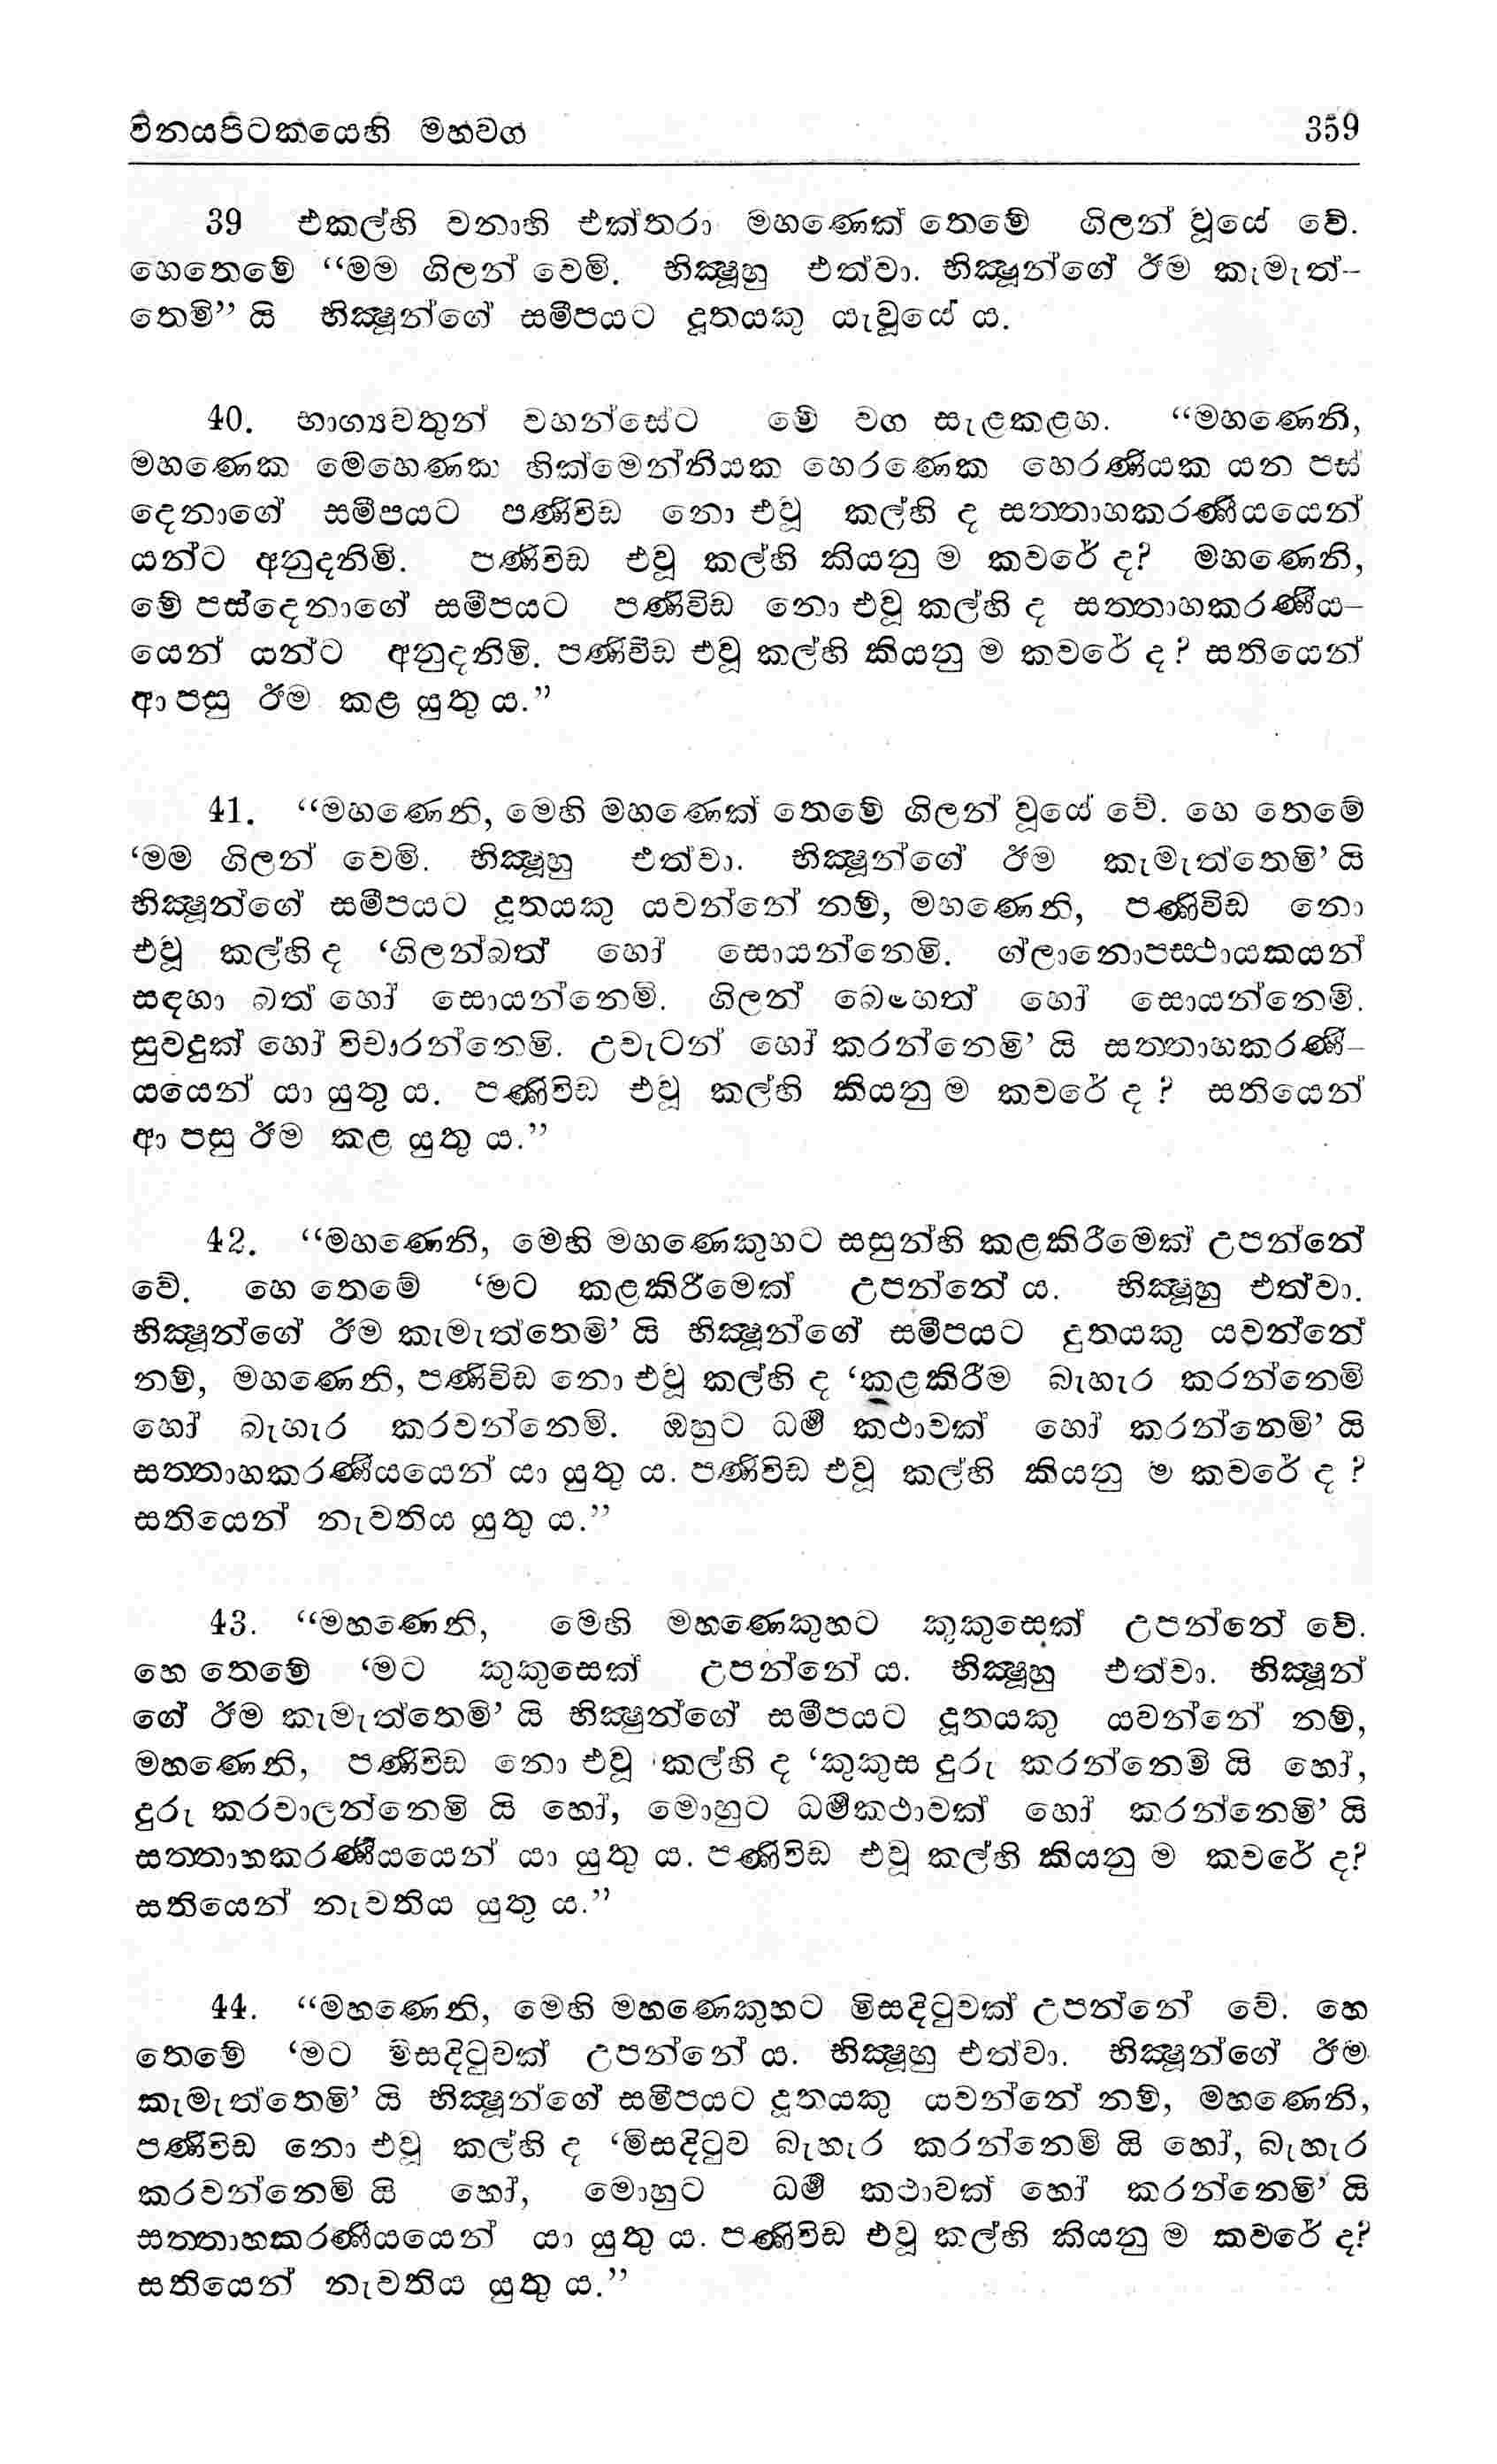 විනයපිටකයෙහි මහවග 359
39 එකල්හි වනාහි එක්තරා මහණෙක් තෙමේ ගිලන් වූයේ වේ.
හෙතෙමේ “මම ගිලන් වෙමි. භික්‍ෂූහු එත්වා. භික්‍ෂූන්ගේ ඊම කැමැත්-
තෙමි” යි භික්‍ෂූන්ගේ සමීපයට දූතයකු යැවූයේ ය.
40. භාග්‍යවතුන් වහන්සේට මේ වග සැළකළහ. “මහණෙනි,
මහණෙක මෙහෙණක හික්මෙන්නියක හෙරණෙක හෙරණියක යන පස්
දෙනාගේ සමීපයට පණිවිඩ නො එවූ කල්හි ද සත්තාහකරණීයයෙන්
යන්ට අනුදනිමි. පණිවිඩ එවූ කල්හි කියනු ම කවරේ ද? මහණෙනි,
මේ පස්දෙනාගේ සමීපයට පණිවිඩ නො එවූ කල්හි ද සත්තාහකරණීය-
යෙන් යන්ට අනුදනිමි. පණිවිඩ එවූ කල්හි කියනු ම කවරේ ද? සතියෙන්
ආ පසු ඊම කළ යුතු ය.”
41. “මහණෙනි, මෙහි මහණෙක් තෙමේ ගිලන් වූයේ වේ. හෙ තෙමේ
‘මම ගිලන් වෙමි. භික්‍ෂූහු එත්වා. භික්‍ෂූන්ගේ ඊම කැමැත්තෙමි’ යි
භික්‍ෂූන්ගේ සමීපයට දූතයකු යවන්නේ නම්, මහණෙනි, පණිවිඩ නො
එවූ කල්හි ද ‘ගිලන්බත් හෝ සොයන්නෙමි. ග්ලානොපස්ථායකයන්
සඳහා බත් හෝ සොයන්නෙමි. ගිලන් බෙහෙත් හෝ සොයන්නෙමි.
සුවදුක් හෝ විචාරන්නෙමි. උවැටන් හෝ කරන්නෙමි’ යි සත්තාහකරණී-
යයෙන් යා යුතු ය. පණිවිඩ එවූ කල්හි කියනු ම කවරේ ද ? සතියෙන්
ආ පසු ඊම කළ යුතු ය.”
42. “මහණෙනි, මෙහි මහණෙකුහට සසුන්හි කළකිරීමෙක් උපන්නේ
වේ. හෙ තෙමේ ‘මට කළකිරීමෙක් උපන්නේ ය. භික්‍ෂූහු එත්වා.
භික්‍ෂූන්ගේ ඊම කැමැත්තෙමි’ යි භික්‍ෂූන්ගේ සමීපයට දුතයකු යවන්නේ
නම්, මහණෙනි, පණිවිඩ නො එවූ කල්හි ද ‘කළකිරීම බැහැර කරන්නෙමි
හෝ බැහැර කරවන්නෙමි. ඔහුට ධර්‍ම කථාවක් හෝ කරන්නෙමි’ යි
සත්තාහකරණීයයෙන් යා යුතු ය. පණිවිඩ එවූ කල්හි කියනු ම කවරේ ද ?
සතියෙන් නැවතිය යුතු ය.”
43. “මහණෙනි, මෙහි මහණෙකුහට කුකුසෙක් උපන්නේ වේ.
හෙ තෙමේ ‘මට කුකුසෙක් උපන්නේ ය. භික්‍ෂූහු එත්වා. භික්‍ෂූන්
ගේ ඊම කැමැත්තෙමි’ යි භික්‍ෂුන්ගේ සමීපයට දූතයකු යවන්නේ නම්,
මහණෙනි, පණිවිඩ නො එවූ කල්හි ද ‘කුකුස දුරු කරන්නෙමි යි හෝ,
දුරු කරවාලන්නෙමි යි හෝ, මොහුට ධර්‍මකථාවක් හෝ කරන්නෙමි’ යි
සත්තාහකරණීයයෙන් යා යුතු ය. පණිවිඩ එවූ කල්හි කියනු ම කවරේ ද?
සතියෙන් නැවතිය යුතු ය.”
44. “මහණෙනි, මෙහි මහණෙකුහට මිසදිටුවක් උපන්නේ වේ. හෙ
තෙමේ ‘මට මිසදිටුවක් උපන්නේ ය. භික්‍ෂූහු එත්වා. භික්‍ෂූන්ගේ ඊම
කැමැත්තෙමි’ යි භික්‍ෂූන්ගේ සමීපයට දූතයකු යවන්නේ නම්, මහණෙනි,
පණිවිඩ නො එවූ කල්හි ද ‘මිසදිටුව බැහැර කරන්නෙමි යි හෝ, බැහැර
කරවන්නෙමි යි හෝ, මොහුට ධර්‍ම කථාවක් හෝ කරන්නෙමි’ යි
සත්තාහකරණීයයෙන් යා යුතු ය. පණිවිඩ එවූ කල්හි කියනු ම කවරේ ද?
සතියෙන් නැවතිය යුතු ය.”